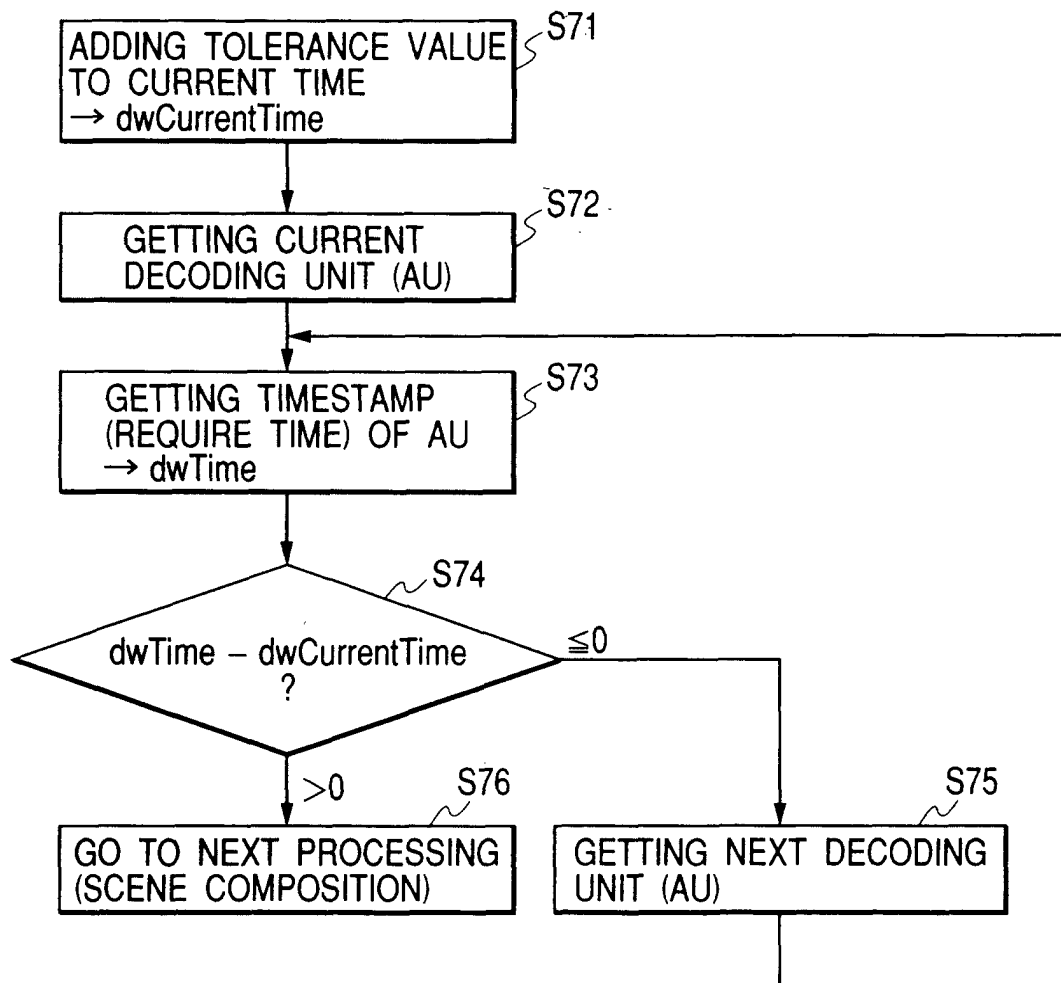 S71
ADDING TOLERANCE VALUE
TO CURRENT TIME
→ dwCurrentTime
S72
GETTING CURRENT
DECODING UNIT (AU)
S73
GETTING TIMESTAMP
(REQUIRE TIME) OF AU
→ dwTime
S74
dwTime – dwCurrentTime
?
≦0
>0
S76
GO TO NEXT PROCESSING
(SCENE COMPOSITION)
S75
GETTING NEXT DECODING
UNIT (AU)